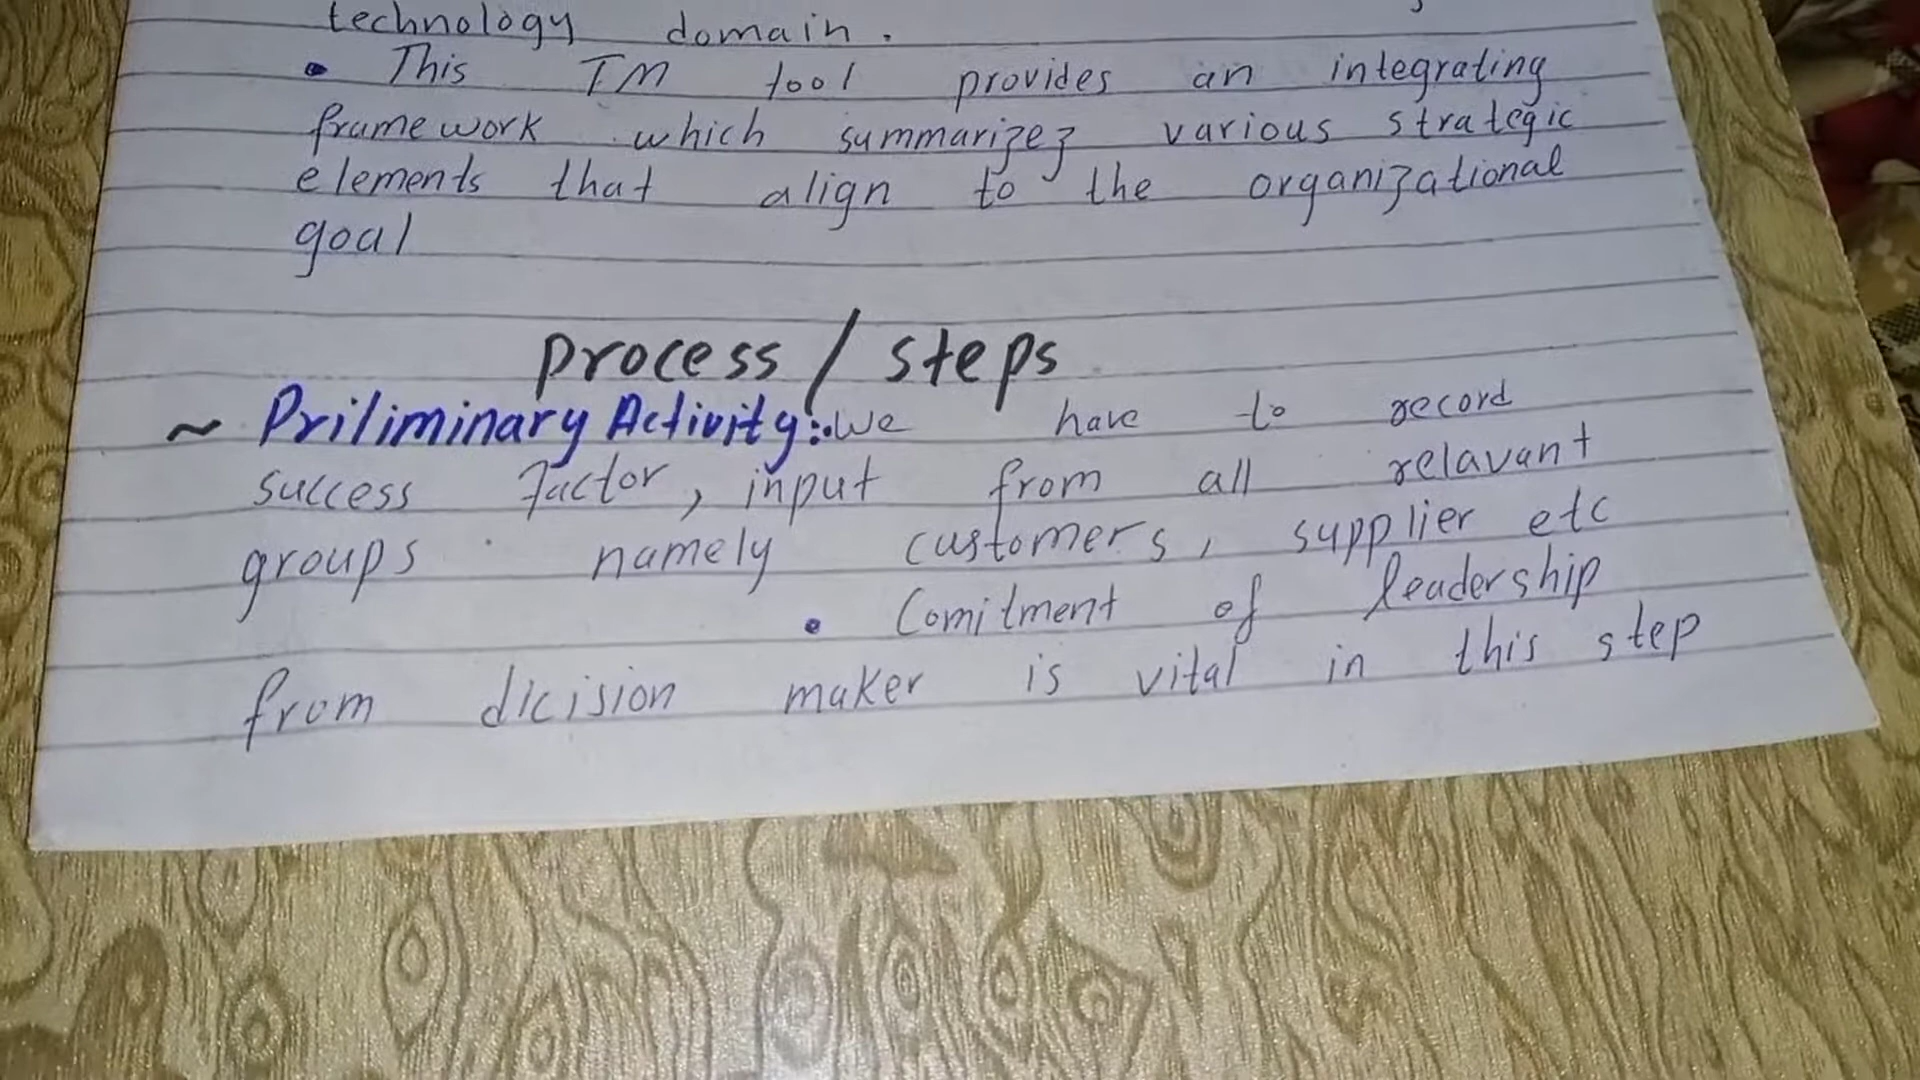 technology domain.
• This TM tool provides an integrating
framework which summarizez various strategic
elements that align to the organizational
goal
process / steps
~ Priliminary Activity:• We have to record
success factor, input from all relavant
groups namely customers, supplier etc
• Comitment of leadership
from dicision maker is vital in this step